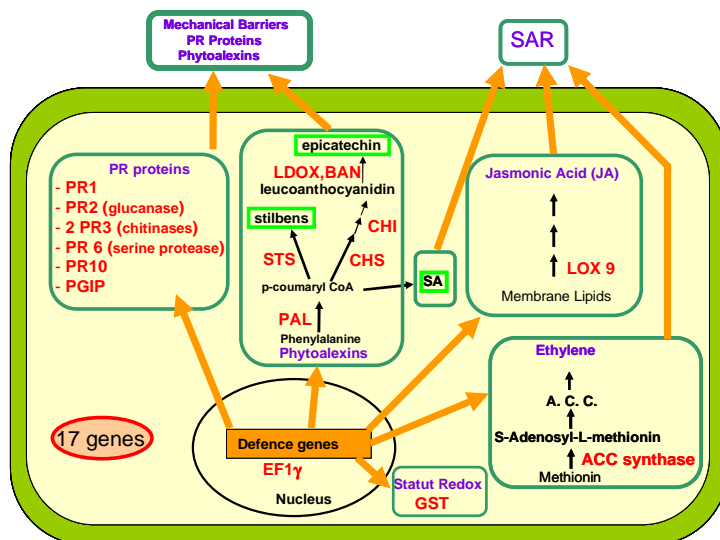 Mechanical Barriers
PR Proteins
Phytoalexins
SAR
PR proteins
- PR1
- PR2 (glucanase)
- 2 PR3 (chitinases)
- PR 6 (serine protease)
- PR10
- PGIP
epicatechin
LDOX,BAN
leucoanthocyanidin
stilbens
CHI
STS
CHS
p-coumaryl CoA
PAL
Phenylalanine
Phytoalexins
SA
Jasmonic Acid (JA)
LOX 9
Membrane Lipids
Ethylene
A. C. C.
S-Adenosyl-L-methionin
ACC synthase
Methionin
17 genes
Defence genes
EF1γ
Nucleus
Statut Redox
GST